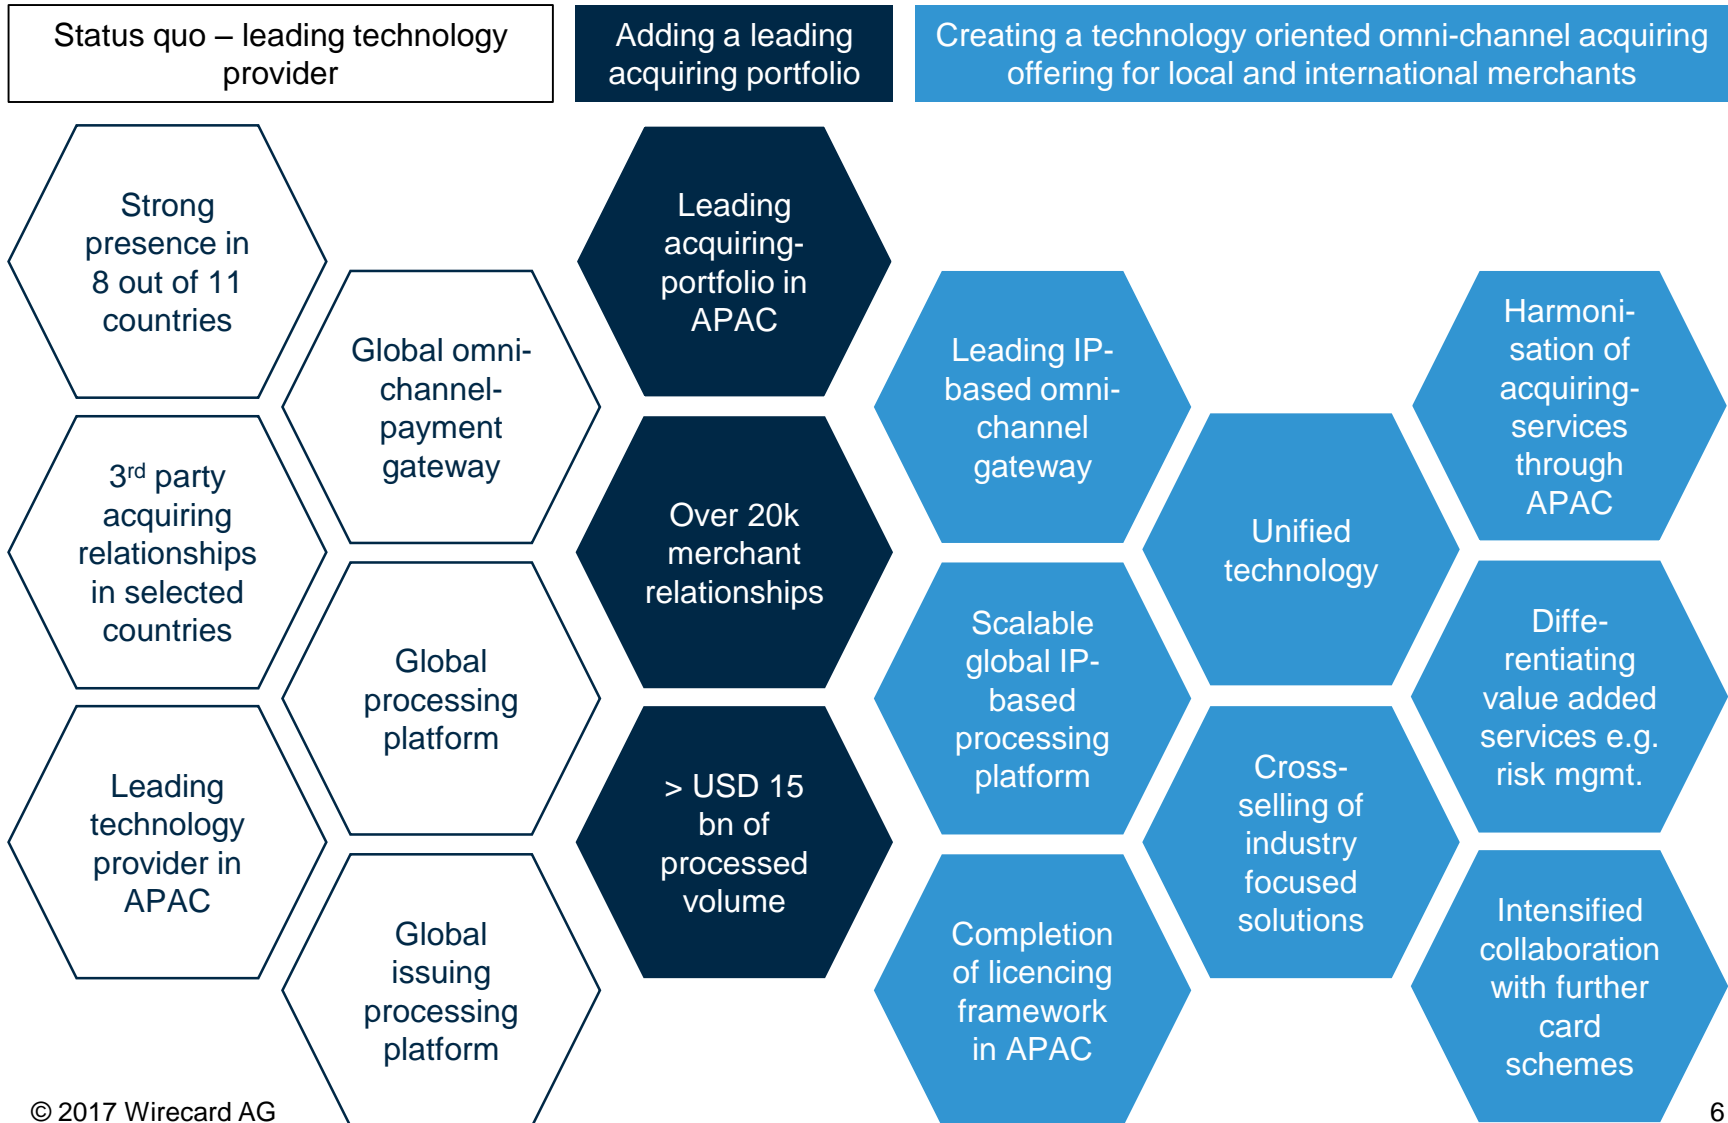 Status quo – leading technology
provider
Adding a leading
acquiring portfolio
Creating a technology oriented omni-channel acquiring
offering for local and international merchants
Strong
presence in
8 out of 11
countries
3rd party
acquiring
relationships
in selected
countries
Leading
technology
provider in
APAC
Global omni-
channel-
payment
gateway
Global
processing
platform
Global
issuing
processing
platform
Leading
acquiring-
portfolio in
APAC
Over 20k
merchant
relationships
> USD 15
bn of
processed
volume
Leading IP-
based omni-
channel
gateway
Scalable
global IP-
based
processing
platform
Completion
of licencing
framework
in APAC
Unified
technology
Cross-
selling of
industry
focused
solutions
Harmoni-
sation of
acquiring-
services
through
APAC
Diffe-
rentiating
value added
services e.g.
risk mgmt.
Intensified
collaboration
with further
card
schemes
© 2017 Wirecard AG
6